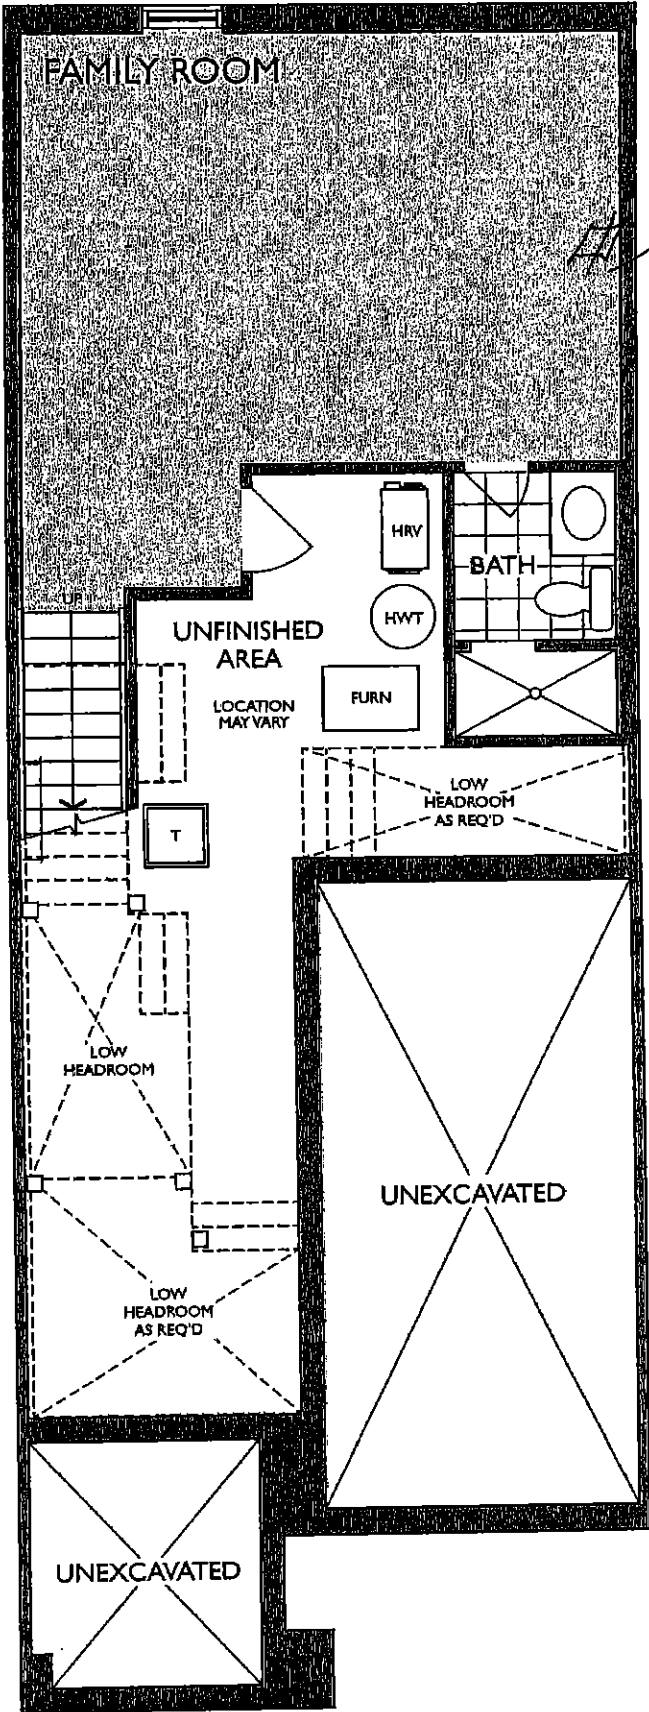 FAMILY ROOM
HRV
BATH
UP
UNFINISHED
AREA
HWT
LOCATION
MAY VARY
FURN
LOW
HEADROOM
AS REQ'D
T
LOW
HEADROOM
UNEXCAVATED
LOW
HEADROOM
AS REQ'D
UNEXCAVATED